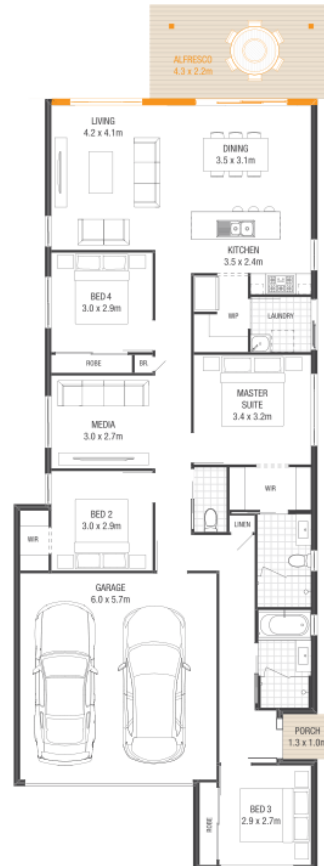 ALFRESCO
4.3 x 2.2m
LIVING
4.2 x 4.1m
DINING
3.5 x 3.1m
KITCHEN
3.5 x 2.4m
BED 4
3.0 x 2.9m
WIP
LAUNDRY
ROBE
BR.
MASTER
SUITE
3.4 x 3.2m
MEDIA
3.0 x 2.7m
WIR
BED 2
3.0 x 2.9m
LINEN
WIR
GARAGE
6.0 x 5.7m
PORCH
1.3 x 1.0m
BED 3
2.9 x 2.7m
ROBE